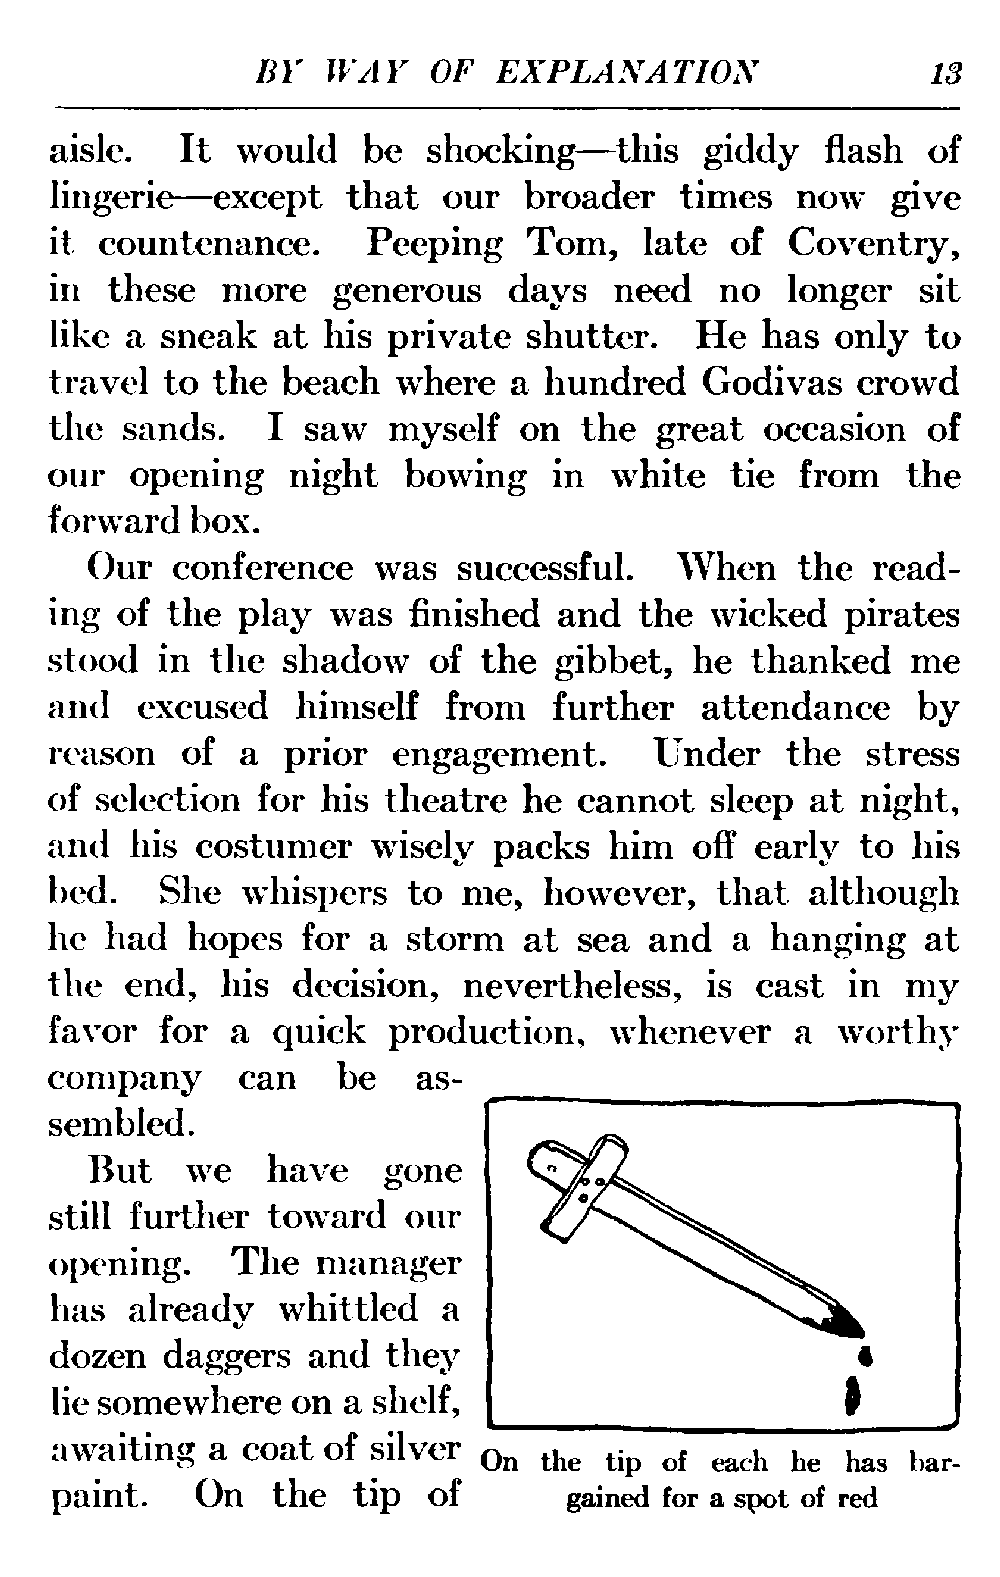 BY WAY OF EXPLANATION 13
aisle. It would be shocking—this giddy flash of
lingerie—except that our broader times now give
it countenance. Peeping Tom, late of Coventry,
in these more generous days need no longer sit
like a sneak at his private shutter. He has only to
travel to the beach where a hundred Godivas crowd
the sands. I saw myself on the great occasion of
our opening night bowing in white tie from the
forward box.
Our conference was successful. When the read-
ing of the play was finished and the wicked pirates
stood in the shadow of the gibbet, he thanked me
and excused himself from further attendance by
reason of a prior engagement. Under the stress
of selection for his theatre he cannot sleep at night,
and his costumer wisely packs him off early to his
bed. She whispers to me, however, that although
he had hopes for a storm at sea and a hanging at
the end, his decision, nevertheless, is cast in my
favor for a quick production, whenever a worthy
company can be as-
sembled.
But we have gone
still further toward our
opening. The manager
has already whittled a
dozen daggers and they
lie somewhere on a shelf,
awaiting a coat of silver
paint. On the tip of
On the tip of each he has bar-
gained for a spot of red